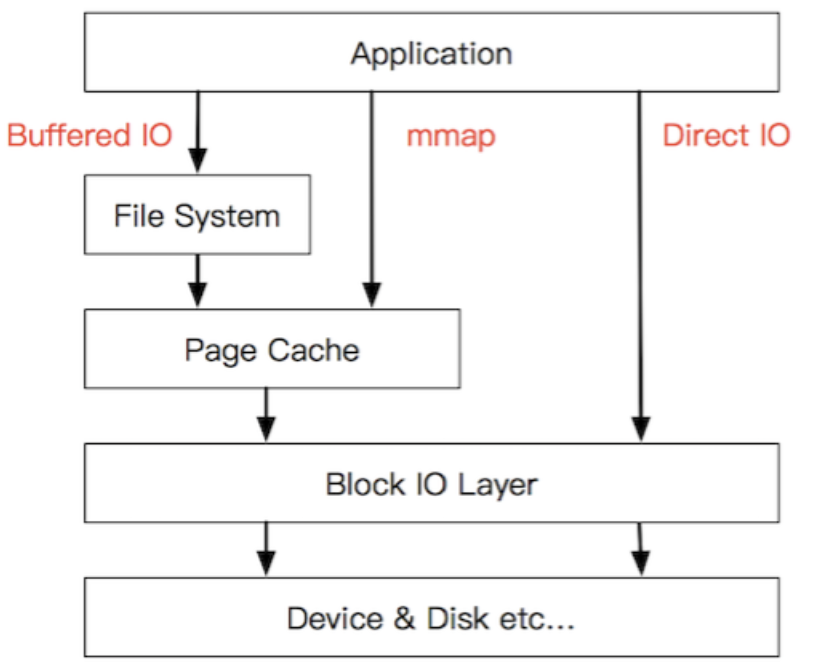 Application
Buffered IO
mmap
Direct IO
File System
Page Cache
Block IO Layer
Device & Disk etc...